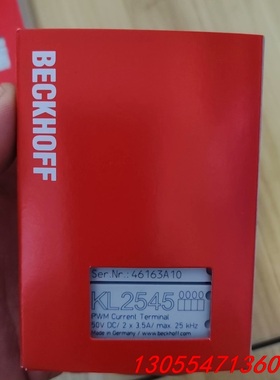 BECKHOFF
Ser.Nr.: 46163A10
KL2545
PWM Current Terminal
50V DC/ 2 x 3.5A/ max. 25 kHz
Made in Germany / www.beckhoff.com
13055471360